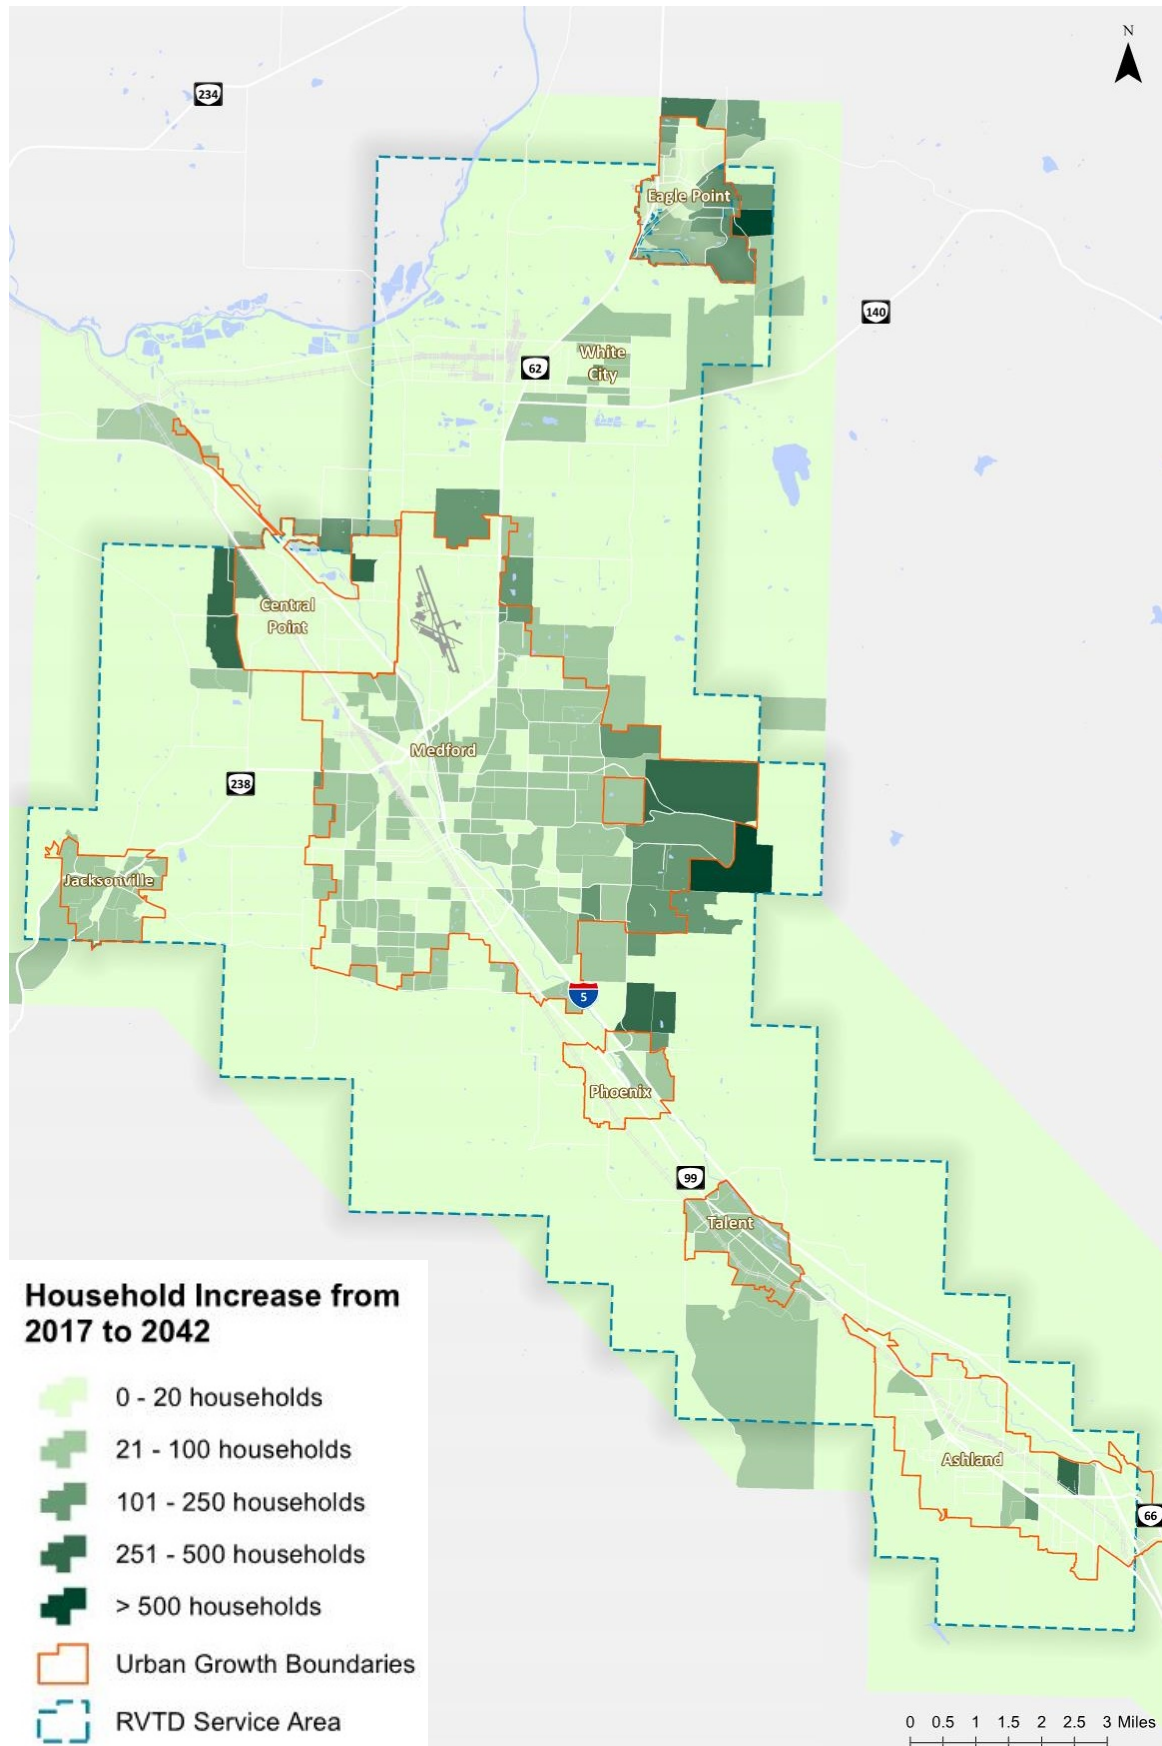 N
234
Eagle Point
140
White
City
62
Central
Point
Medford
238
Jacksonville
5
Phoenix
99
Talent
Ashland
66
Household Increase from
2017 to 2042
0 - 20 households
21 - 100 households
101 - 250 households
251 - 500 households
> 500 households
Urban Growth Boundaries
RVTD Service Area
0 0.5 1 1.5 2 2.5 3 Miles